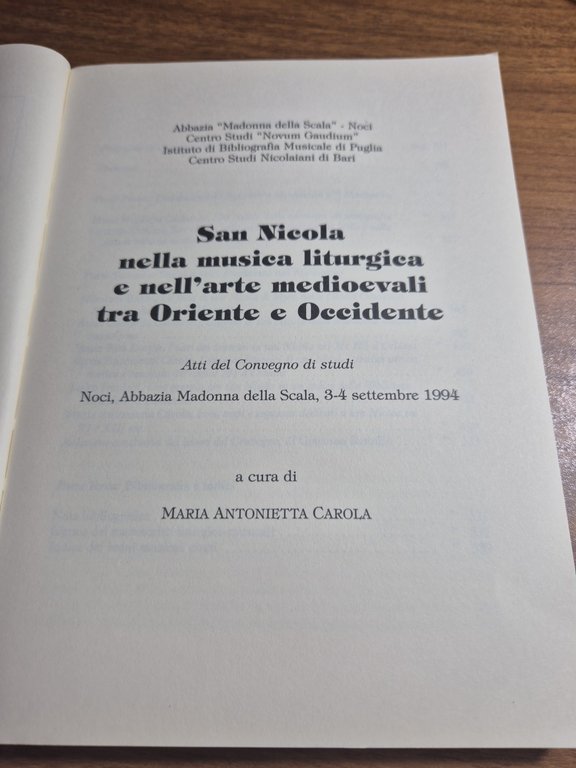 Abbazia "Madonna della Scala" - Noci
Centro Studi "Novum Gaudium"
Istituto di Bibliografia Musicale di Puglia
Centro Studi Nicolaiani di Bari
San Nicola
nella musica liturgica
e nell'arte medioevali
tra Oriente e Occidente
Atti del Convegno di studi
Noci, Abbazia Madonna della Scala, 3-4 settembre 1994
a cura di
MARIA ANTONIETTA CAROLA